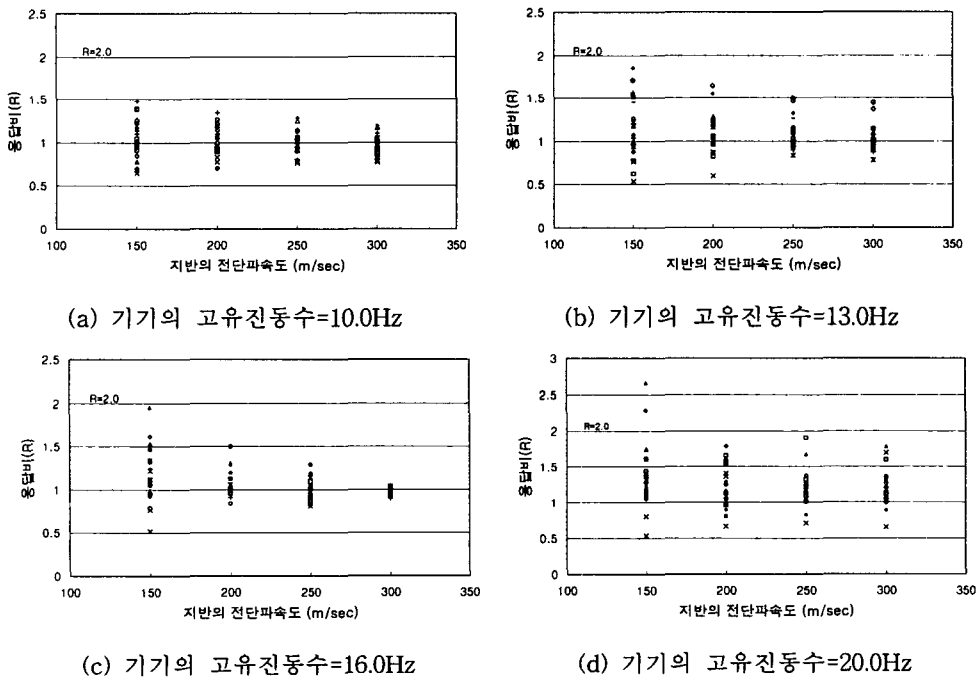 2.5
2
1.5
1
0.5
0
R=2.0
응답비(R)
100 150 200 250 300 350
지반의 전단파속도 (m/sec)
(a) 기기의 고유진동수=10.0Hz
2.5
2
1.5
1
0.5
0
R=2.0
응답비(R)
100 150 200 250 300 350
지반의 전단파속도 (m/sec)
(b) 기기의 고유진동수=13.0Hz
2.5
2
1.5
1
0.5
0
R=2.0
응답비(R)
100 150 200 250 300 350
지반의 전단파속도 (m/sec)
(c) 기기의 고유진동수=16.0Hz
3
2.5
2
1.5
1
0.5
0
R=2.0
응답비(R)
100 150 200 250 300 350
지반의 전단파속도 (m/sec)
(d) 기기의 고유진동수=20.0Hz